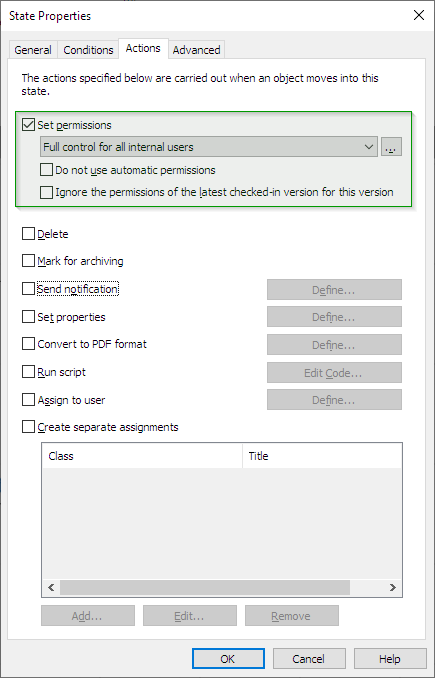 State Properties
General
Conditions
Actions
Advanced
The actions specified below are carried out when an object moves into this
state.
Set permissions
Full control for all internal users
...
Do not use automatic permissions
Ignore the permissions of the latest checked-in version for this version
Delete
Mark for archiving
Send notification
Define...
Set properties
Define...
Convert to PDF format
Define...
Run script
Edit Code...
Assign to user
Define...
Create separate assignments
Class
Title
Add...
Edit...
Remove
OK
Cancel
Help